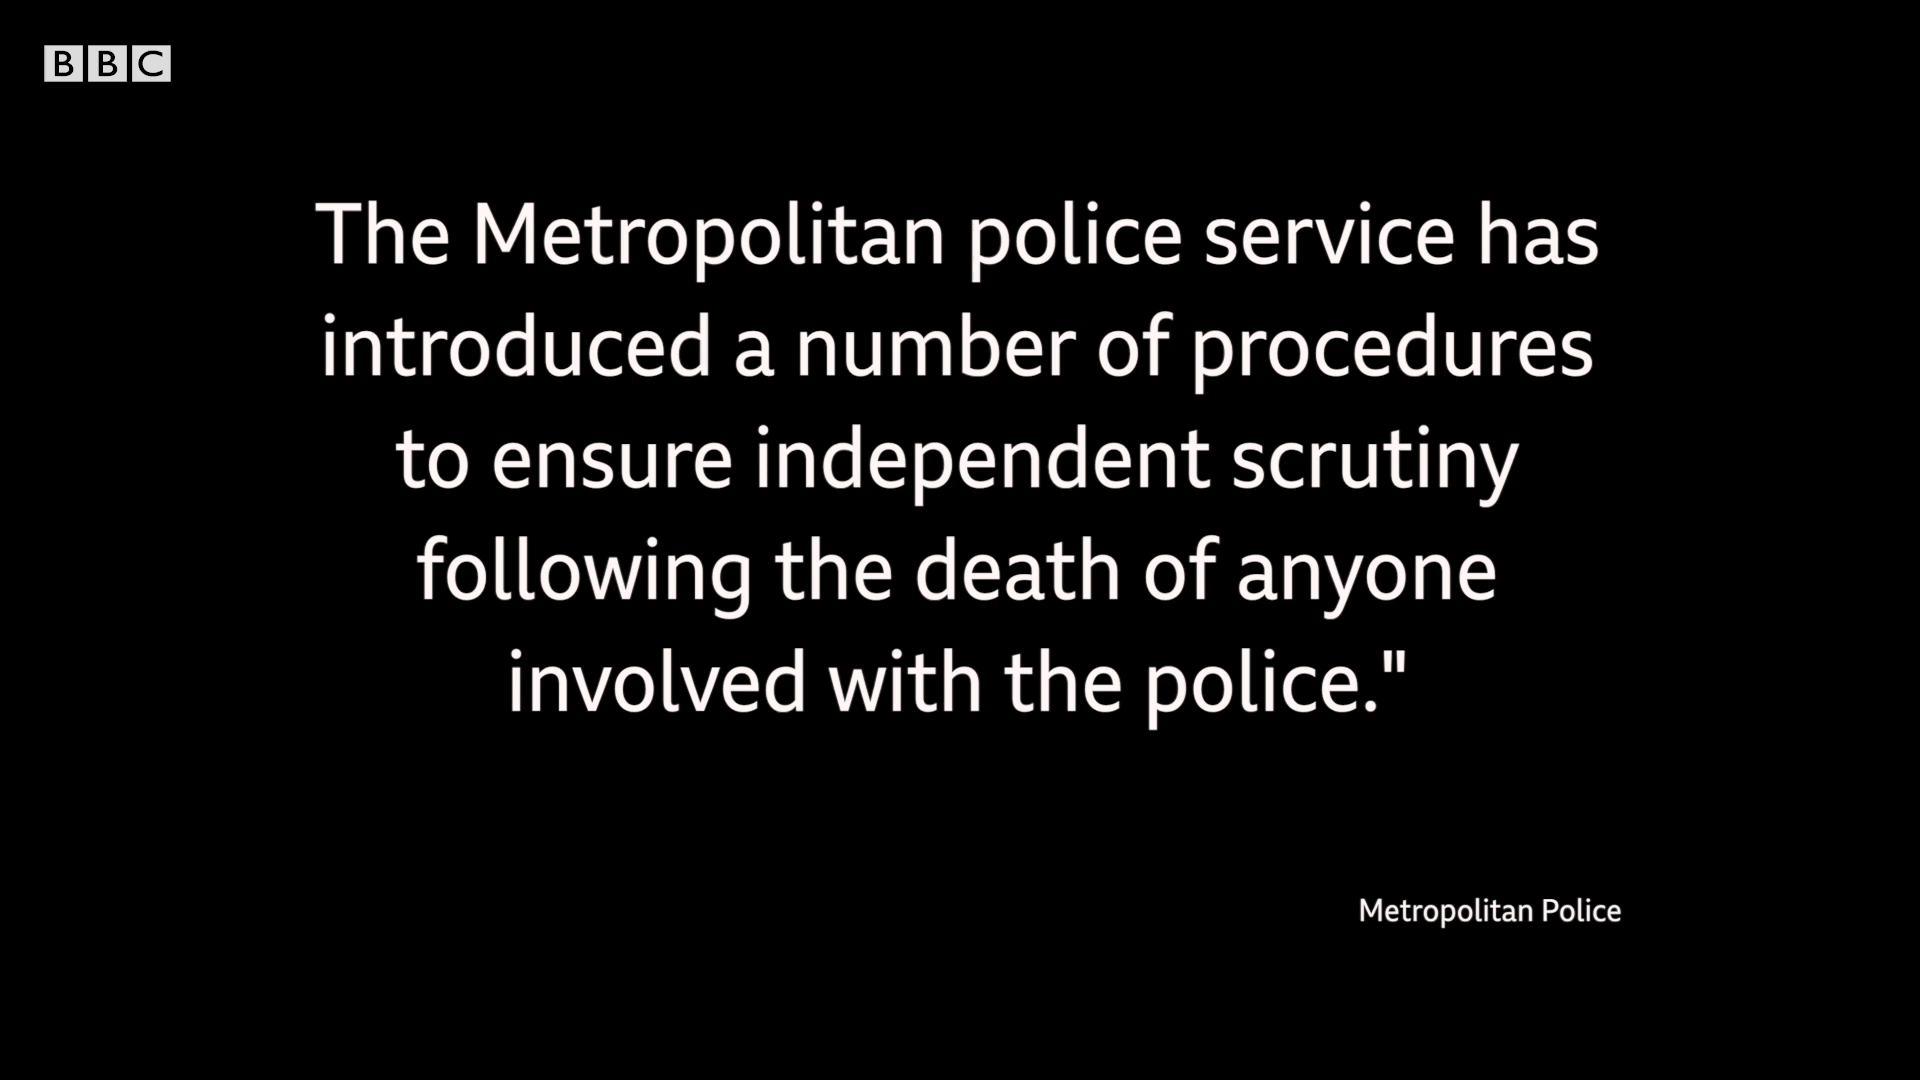 BBC
The Metropolitan police service has
introduced a number of procedures
to ensure independent scrutiny
following the death of anyone
involved with the police."
Metropolitan Police